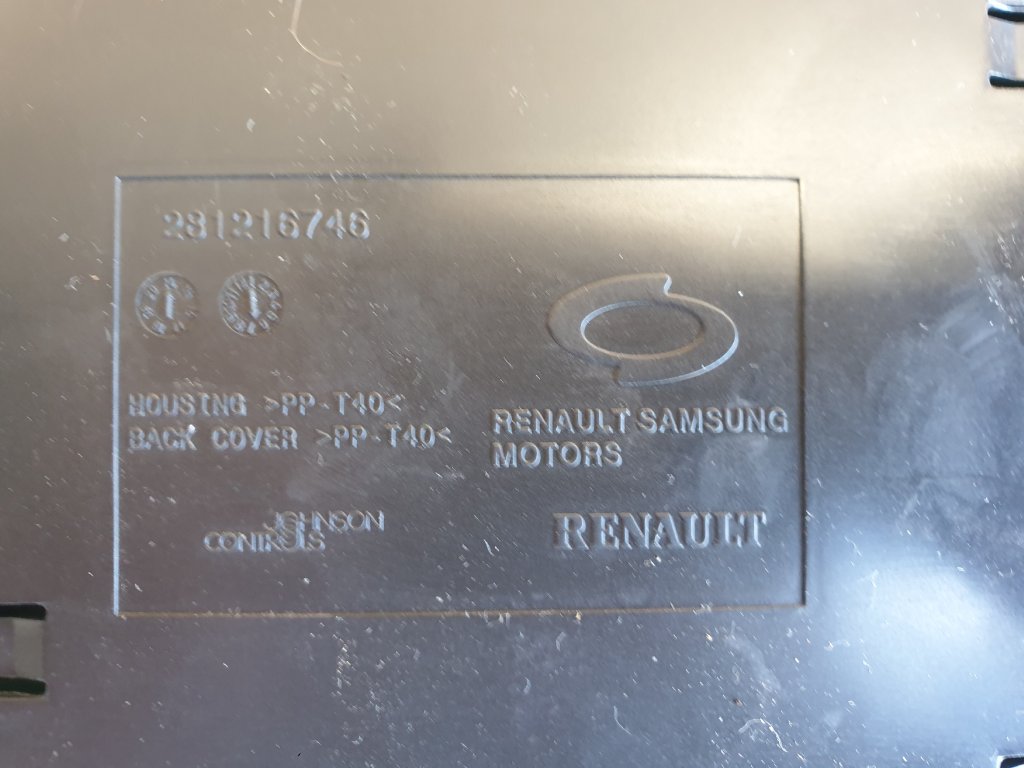 281216746
HOUSING >PP-T40<
BACK COVER >PP-T40<
JOHNSON
CONTROLS
RENAULT SAMSUNG
MOTORS
RENAULT